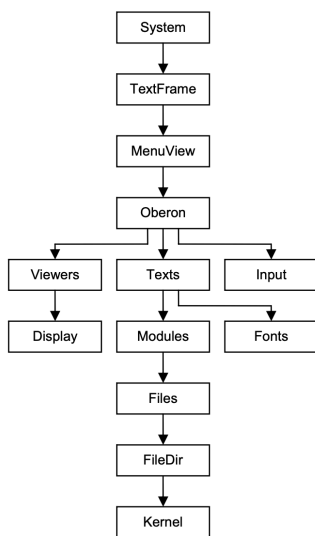 System
TextFrame
MenuView
Oberon
Viewers
Texts
Input
Display
Modules
Fonts
Files
FileDir
Kernel